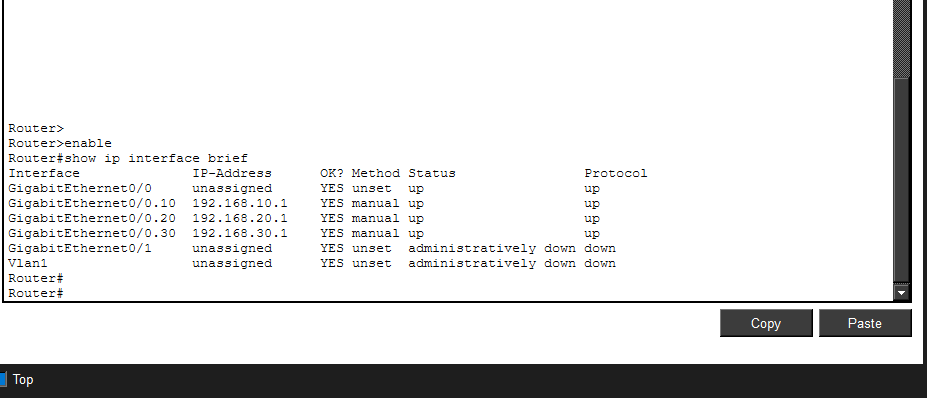 Router>
Router>enable
Router#show ip interface brief
Interface              IP-Address      OK? Method Status                Protocol
GigabitEthernet0/0     unassigned      YES unset  up                    up
GigabitEthernet0/0.10  192.168.10.1    YES manual up                    up
GigabitEthernet0/0.20  192.168.20.1    YES manual up                    up
GigabitEthernet0/0.30  192.168.30.1    YES manual up                    up
GigabitEthernet0/1     unassigned      YES unset  administratively down down
Vlan1                  unassigned      YES unset  administratively down down
Router#
Router#
Copy Paste
Top